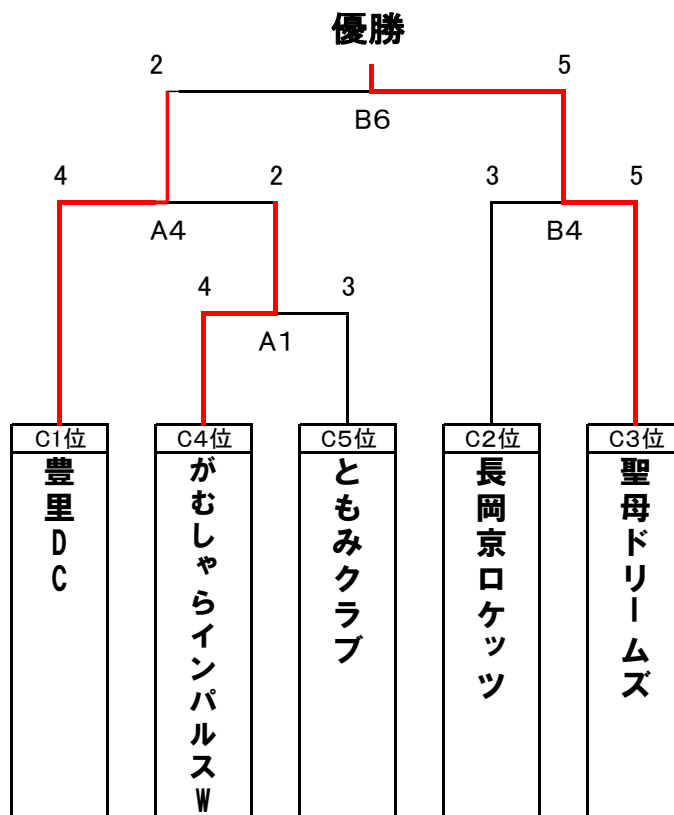 優勝
2
5
B6
4
2
3
5
A4
B4
4
3
A1
C1位
C4位
C5位
C2位
C3位
豊里DC
がむしゃらインパルスW
ともみクラブ
長岡京ロケッツ
聖母ドリームズ